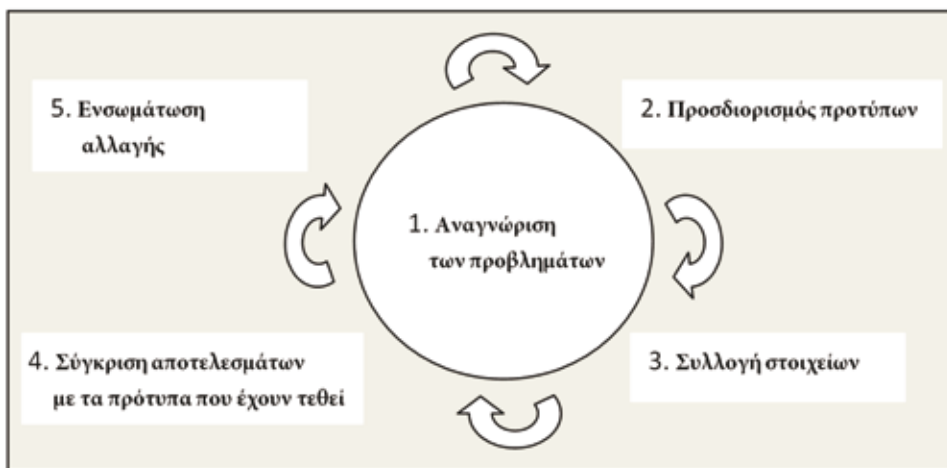 1. Αναγνώριση
των προβλημάτων
2. Προσδιορισμός προτύπων
3. Συλλογή στοιχείων
4. Σύγκριση αποτελεσμάτων
με τα πρότυπα που έχουν τεθεί
5. Ενσωμάτωση
αλλαγής